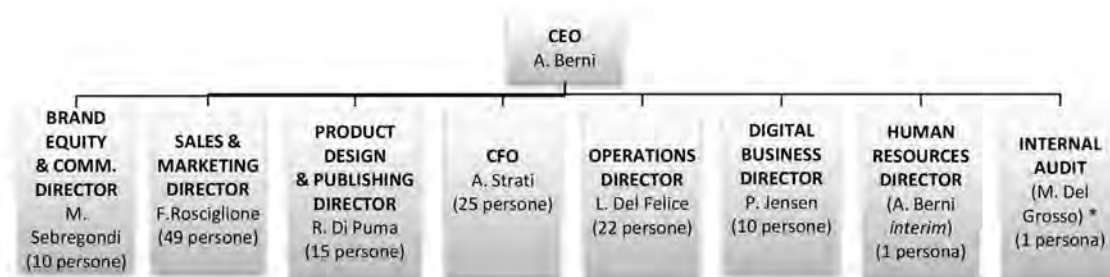 CEO
A. Berni
BRAND
EQUITY
& COMM.
DIRECTOR
M.
Sebregondi
(10 persone)
SALES &
MARKETING
DIRECTOR
F.Rosciglione
(49 persone)
PRODUCT
DESIGN
& PUBLISHING
DIRECTOR
R. Di Puma
(15 persone)
CFO
A. Strati
(25 persone)
OPERATIONS
DIRECTOR
L. Del Felice
(22 persone)
DIGITAL
BUSINESS
DIRECTOR
P. Jensen
(10 persone)
HUMAN
RESOURCES
DIRECTOR
(A. Berni
interim)
(1 persona)
INTERNAL
AUDIT
(M. Del
Grosso) *
(1 persona)